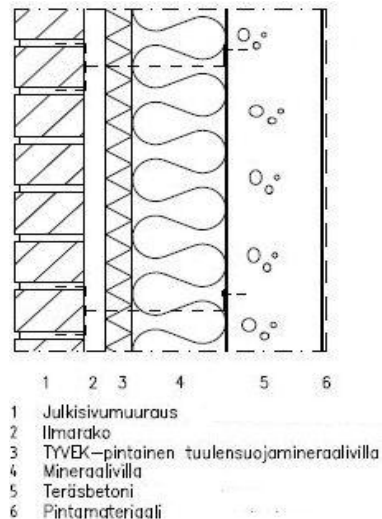 1 2 3 4 5 6
1 Julkisivumuuraus
2 Ilmarako
3 TYVEK-pintainen tuulensuojamineraalivilla
4 Mineraalivilla
5 Teräsbetoni
6 Pintamateriaali